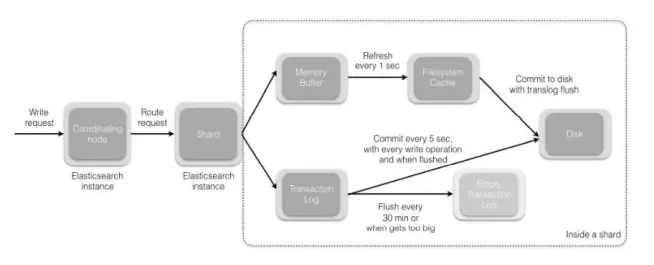 Write
request
Coordinating
node
Elasticsearch
instance
Route
request
Shard
Elasticsearch
instance
Memory
Buffer
Refresh
every 1 sec
Filesystem
Cache
Commit to disk
with translog flush
Commit every 5 sec,
with every write operation
and when flushed
Disk
Transaction
Log
Flush every
30 min or
when gets too big
Empty
Transaction
Log
Inside a shard